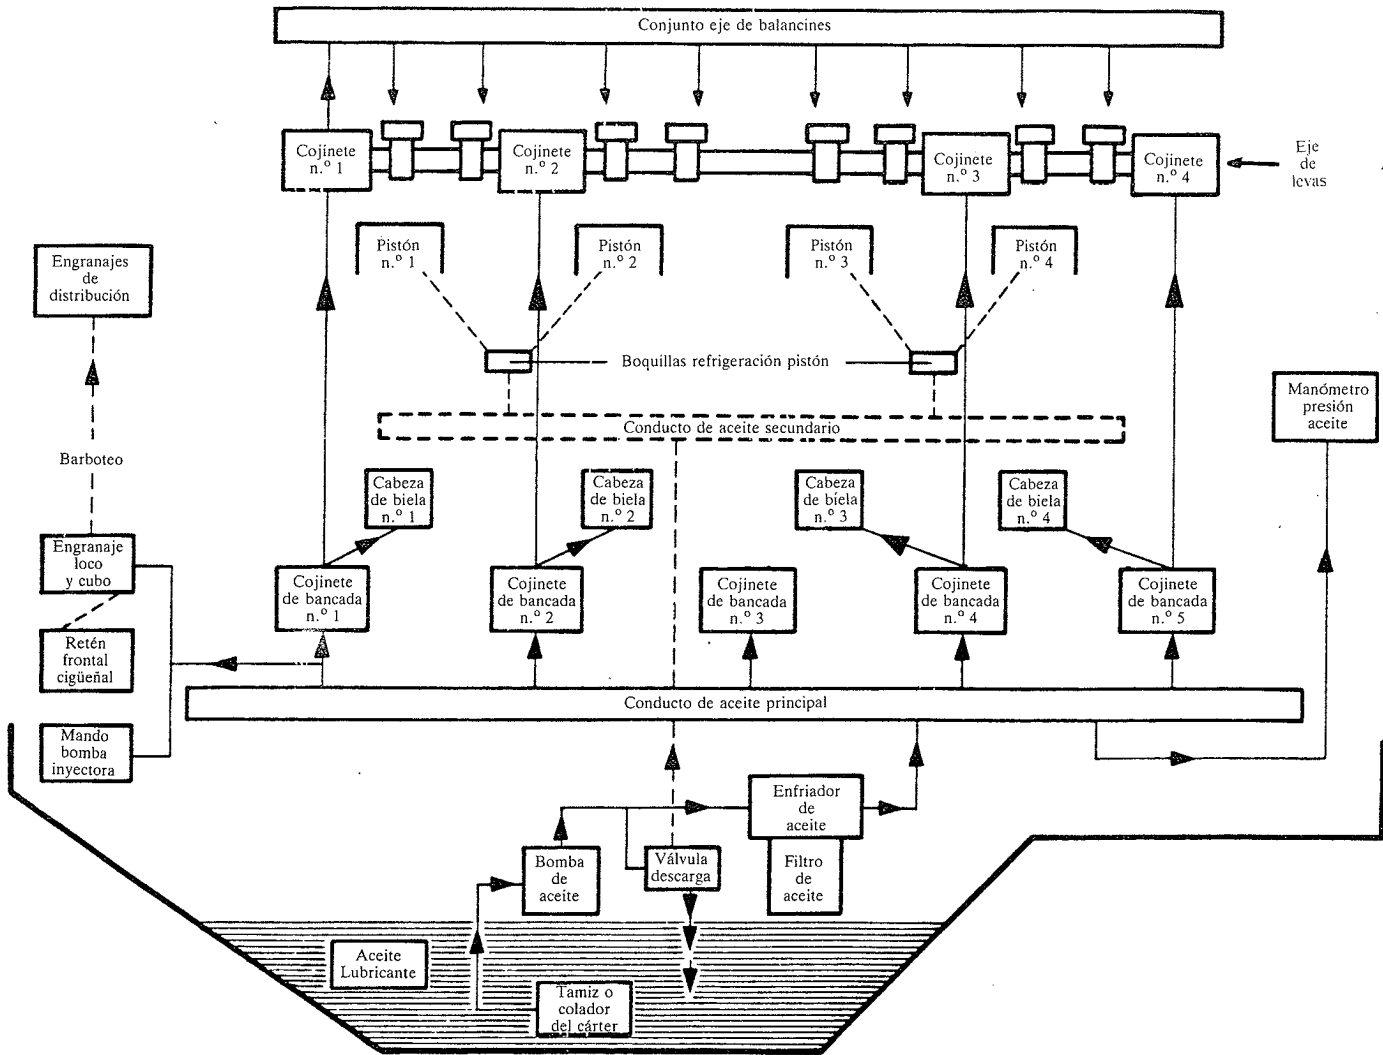 Conjunto eje de balancines
Cojinete
n.º 1
Cojinete
n.º 2
Cojinete
n.º 3
Cojinete
n.º 4
Eje
de
levas
Pistón
n.º 1
Pistón
n.º 2
Pistón
n.º 3
Pistón
n.º 4
Engranajes
de
distribución
Boquillas refrigeración pistón
Manómetro
presión
aceite
Conducto de aceite secundario
Barboteo
Cabeza
de biela
n.º 1
Cabeza
de biela
n.º 2
Cabeza
de biela
n.º 3
Cabeza
de biela
n.º 4
Engranaje
loco
y cubo
Cojinete
de bancada
n.º 1
Cojinete
de bancada
n.º 2
Cojinete
de bancada
n.º 3
Cojinete
de bancada
n.º 4
Cojinete
de bancada
n.º 5
Retén
frontal
cigüeñal
Conducto de aceite principal
Mando
bomba
inyectora
Enfriador
de
aceite
Bomba
de
aceite
Válvula
descarga
Filtro
de
aceite
Aceite
Lubricante
Tamiz o
colador
del cárter